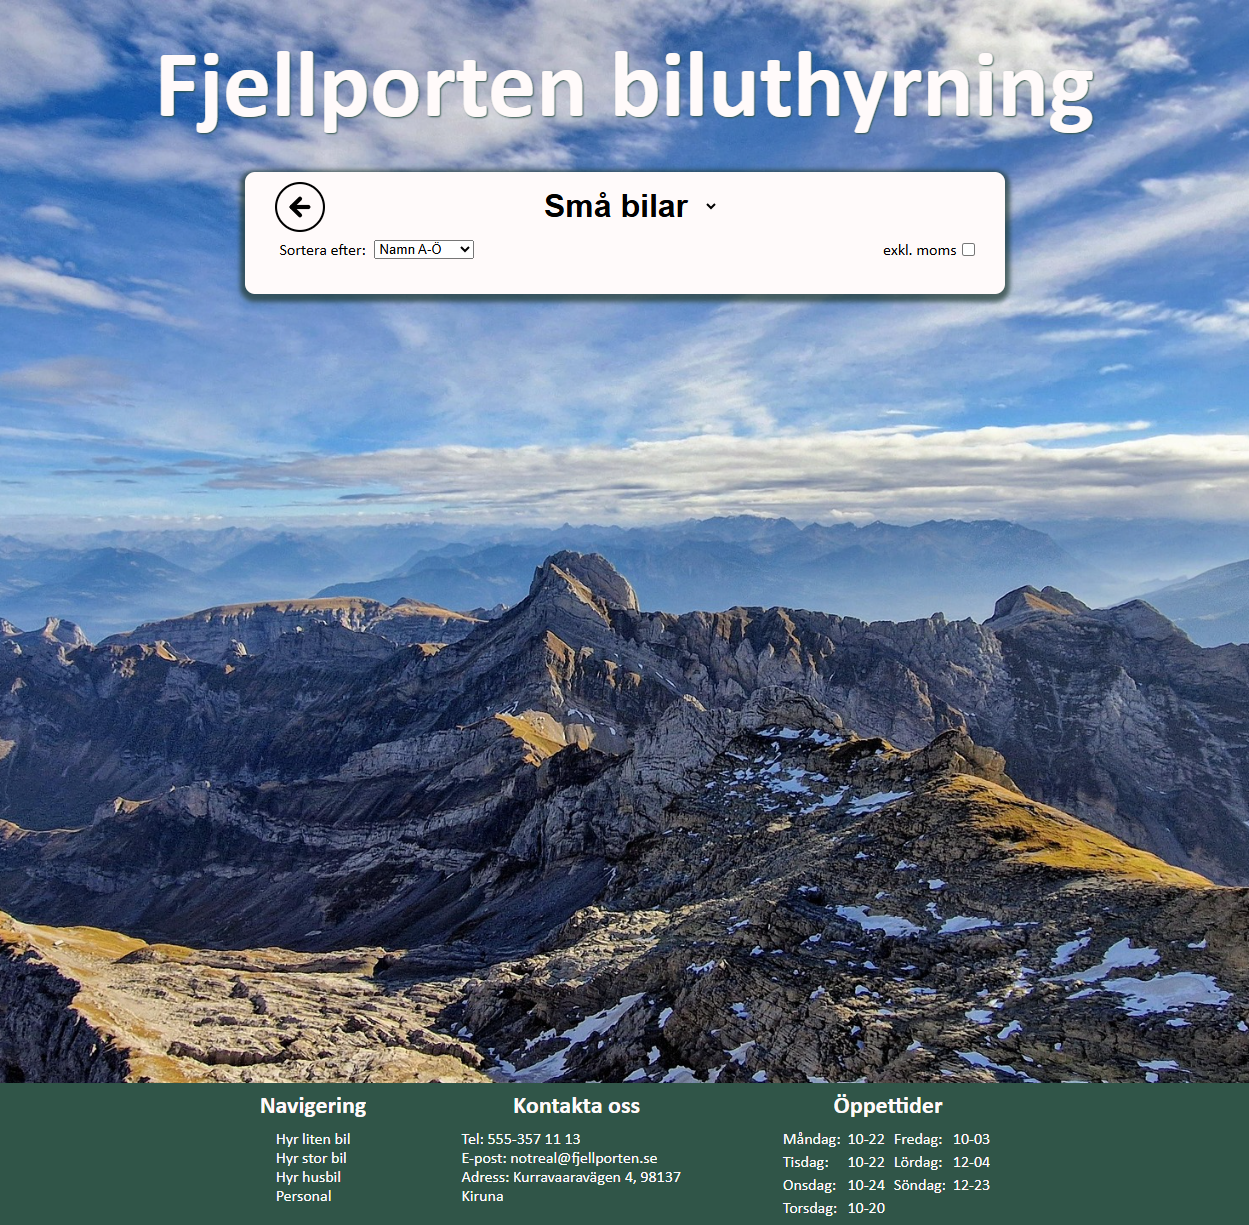 Fjellporten biluthyrning
Små bilar
Sortera efter: Namn A-Ö
exkl. moms
Navigering
Hyr liten bil
Hyr stor bil
Hyr husbil
Personal
Kontakta oss
Tel: 555-357 11 13
E-post: notreal@fjellporten.se
Adress: Kurravaaravägen 4, 98137
Kiruna
Öppettider
Måndag: 10-22 Fredag: 10-03
Tisdag: 10-22 Lördag: 12-04
Onsdag: 10-24 Söndag: 12-23
Torsdag: 10-20